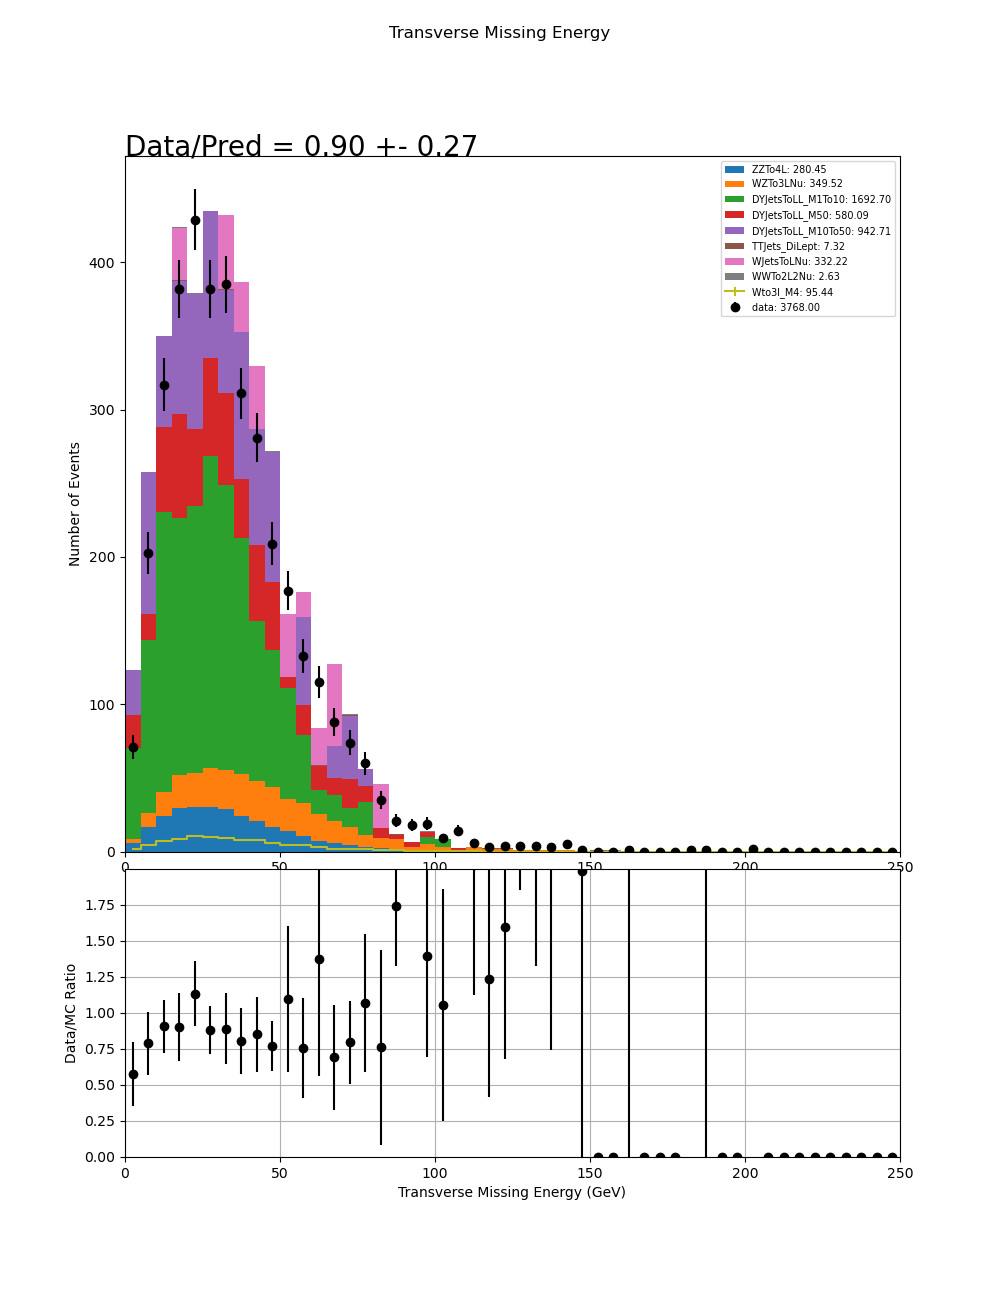 Transverse Missing Energy
Data/Pred = 0.90 +- 0.27
ZZTo4L: 280.45
WZTo3LNu: 349.52
DYJetsToLL_M1To10: 1692.70
DYJetsToLL_M50: 580.09
DYJetsToLL_M10To50: 942.71
TTJets_DiLept: 7.32
WJetsToLNu: 332.22
WWTo2L2Nu: 2.63
Wto3l_M4: 95.44
data: 3768.00
Number of Events
400
300
200
100
0
0 50 100 150 200 250
Data/MC Ratio
1.75
1.50
1.25
1.00
0.75
0.50
0.25
0.00
0 50 100 150 200 250
Transverse Missing Energy (GeV)